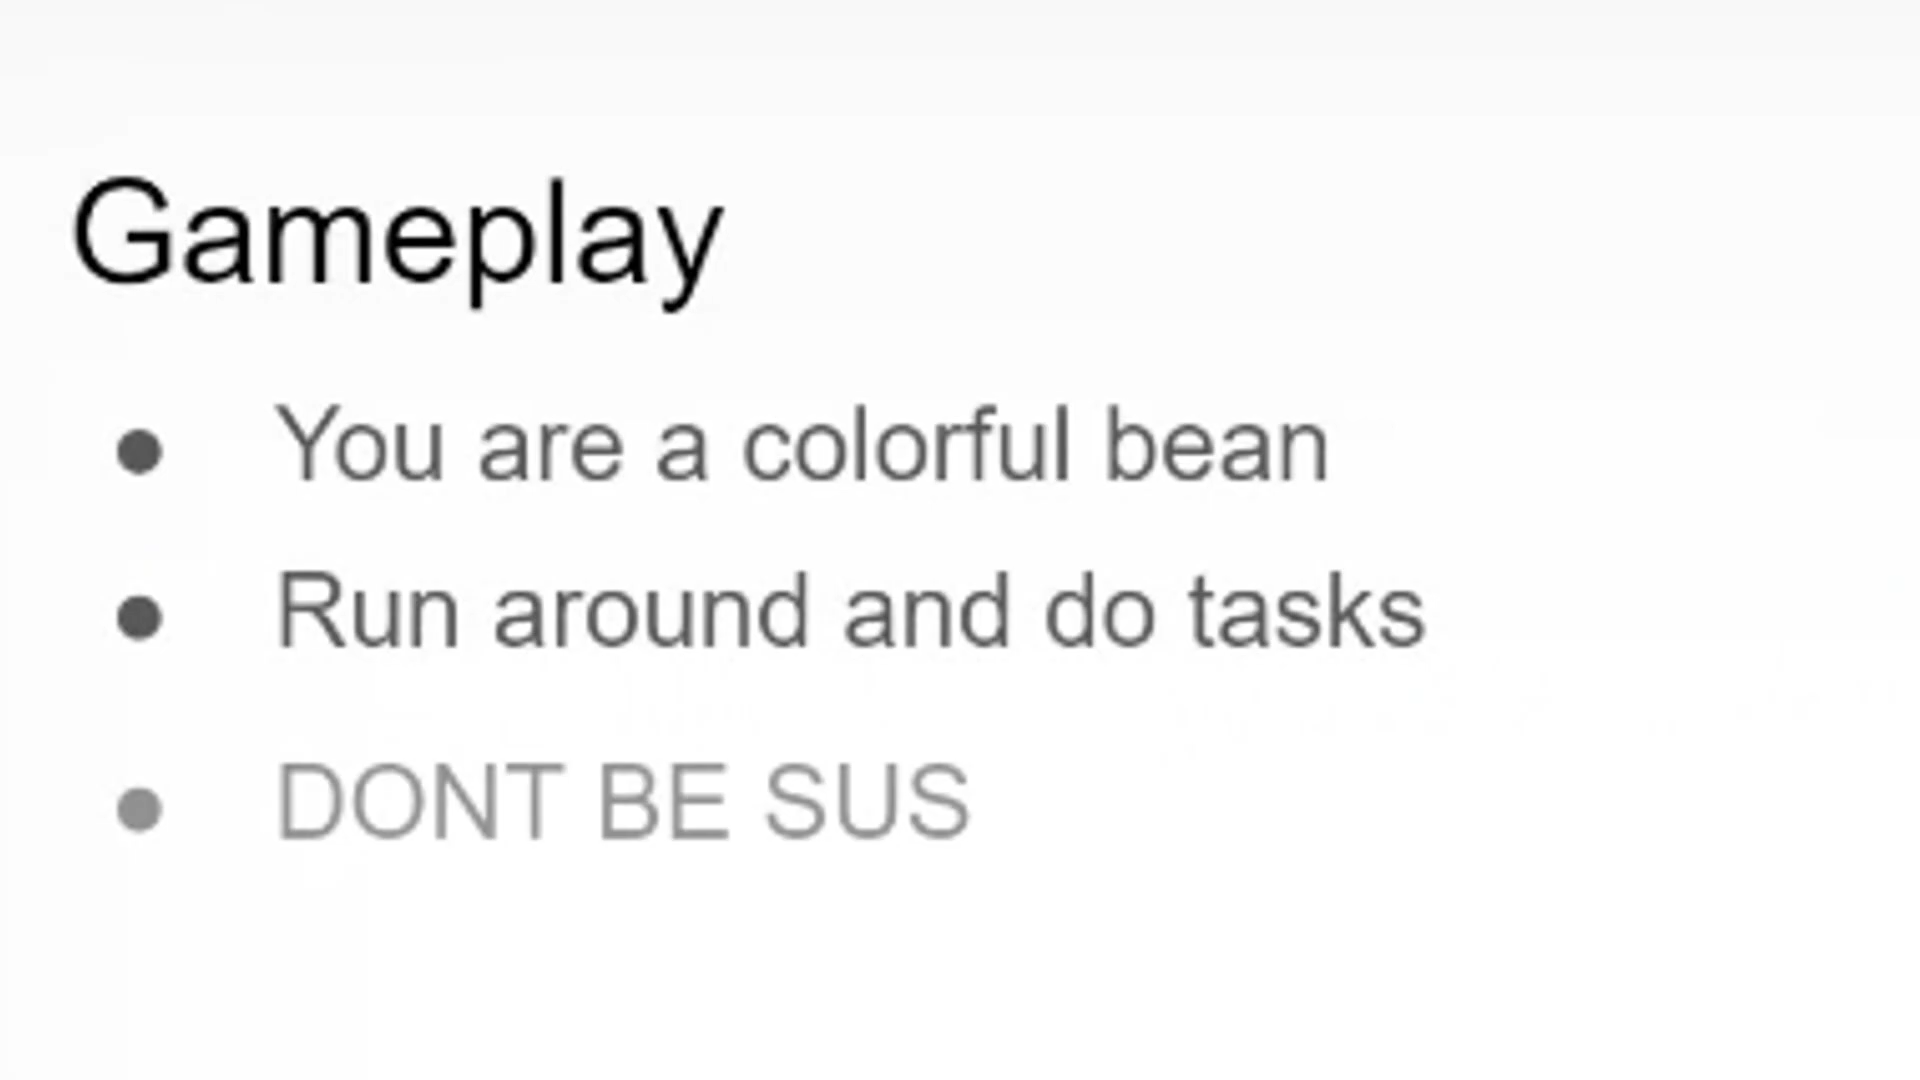 Gameplay
● You are a colorful bean
● Run around and do tasks
● DONT BE SUS